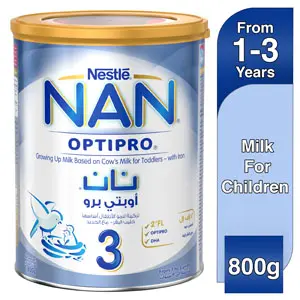 Nestlé
NAN
OPTIPRO®
Growing Up Milk Based on Cow's Milk for Toddlers – with Iron
نان
أوبتي برو
3
2'FL
OPTIPRO
DHA
From
1-3
Years
Milk
For
Children
800g